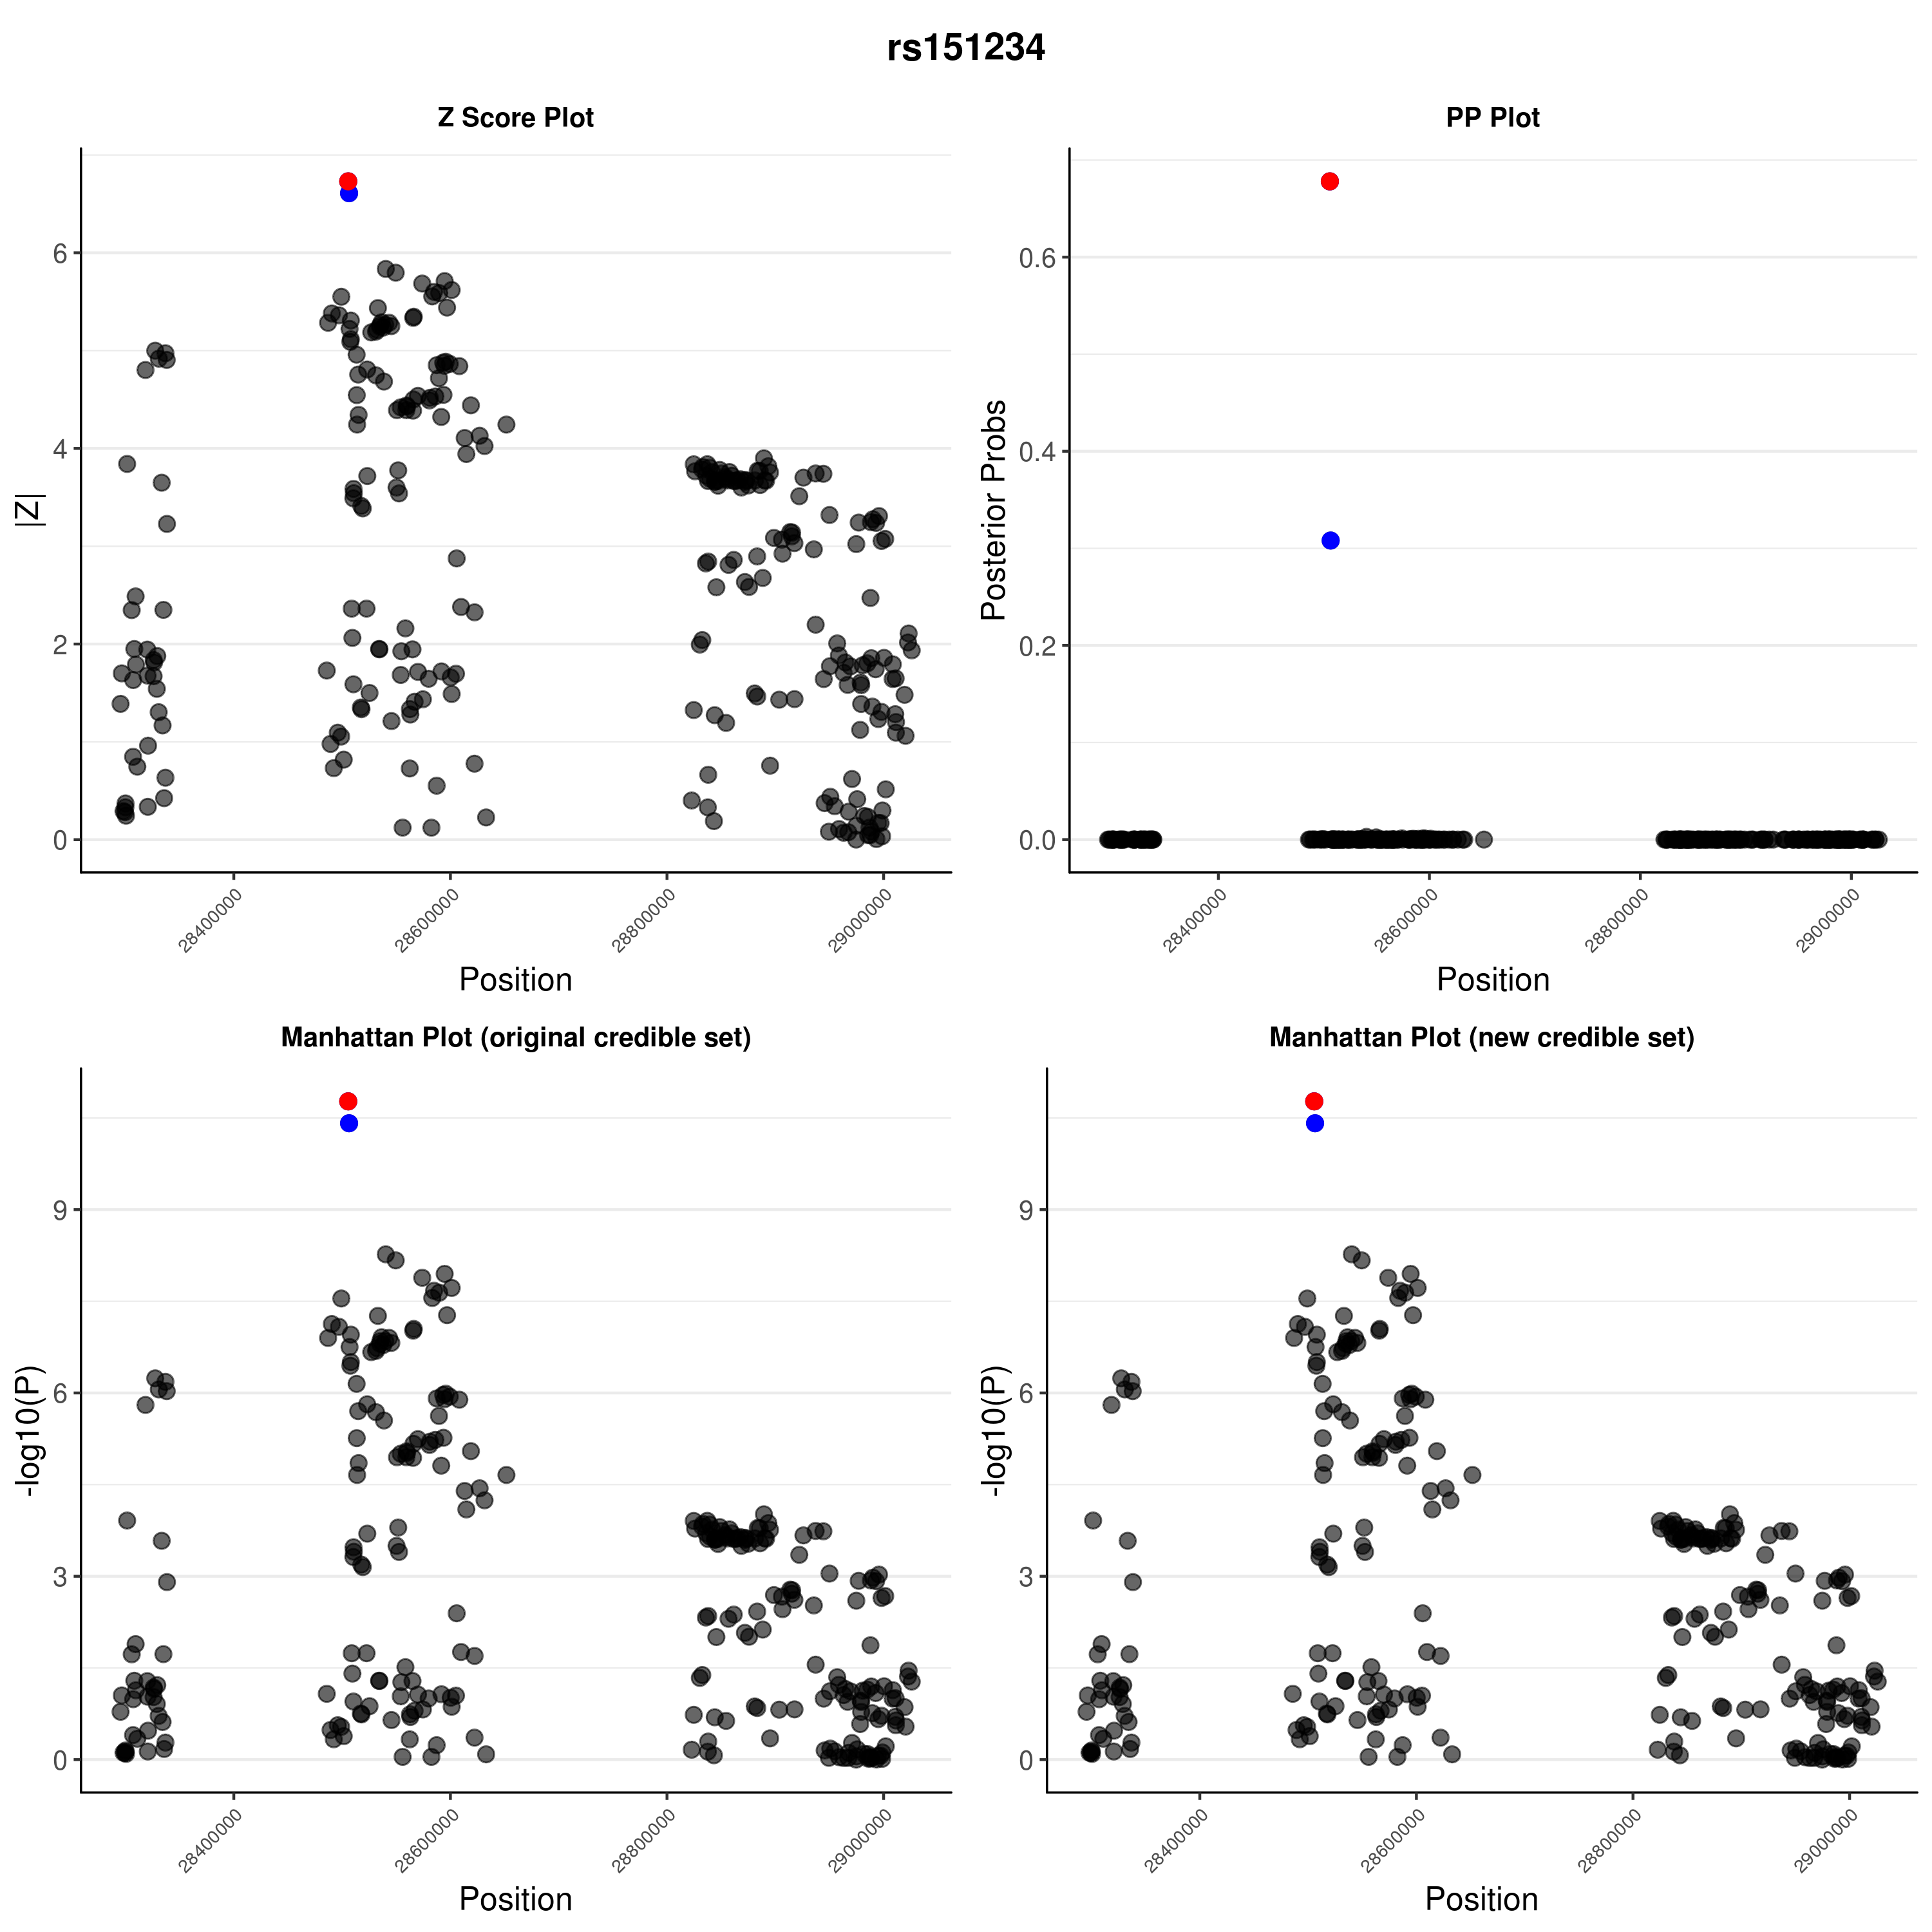 rs151234
Z Score Plot
|Z|
6
4
2
0
28400000
28600000
28800000
29000000
Position
PP Plot
Posterior Probs
0.6
0.4
0.2
0.0
28400000
28600000
28800000
29000000
Position
Manhattan Plot (original credible set)
-log10(P)
9
6
3
0
28400000
28600000
28800000
29000000
Position
Manhattan Plot (new credible set)
-log10(P)
9
6
3
0
28400000
28600000
28800000
29000000
Position